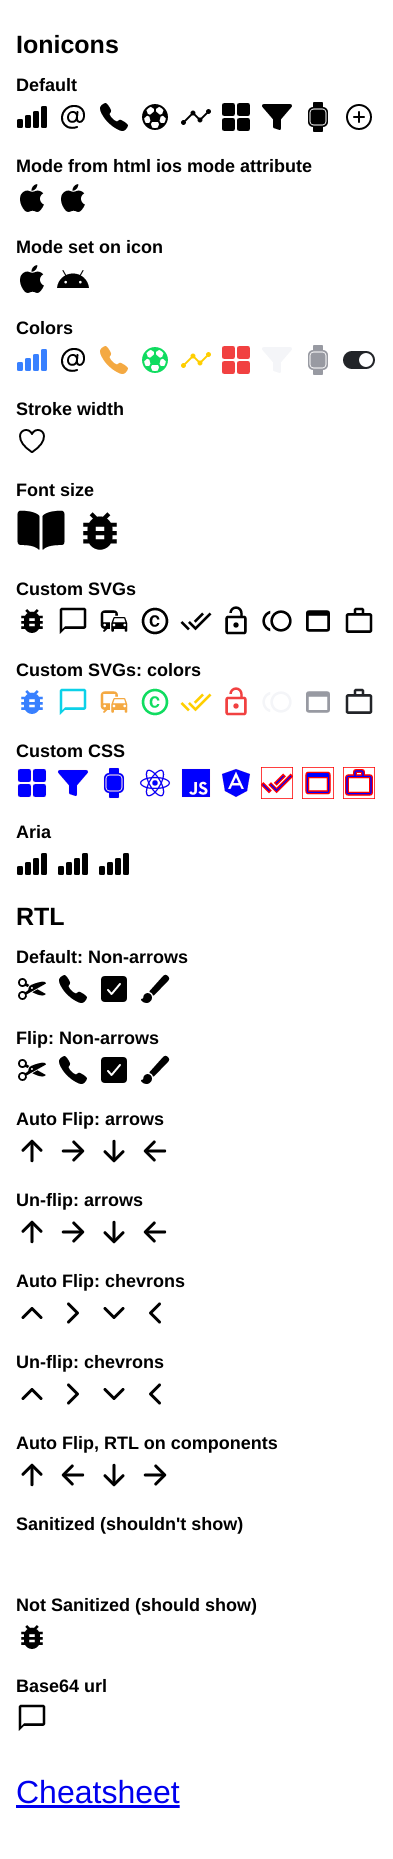 Ionicons
Default
Mode from html ios mode attribute
Mode set on icon
Colors
Stroke width
Font size
Custom SVGs
Custom SVGs: colors
Custom CSS
JS
Aria
RTL
Default: Non-arrows
Flip: Non-arrows
Auto Flip: arrows
Un-flip: arrows
Auto Flip: chevrons
Un-flip: chevrons
Auto Flip, RTL on components
Sanitized (shouldn't show)
Not Sanitized (should show)
Base64 url
Cheatsheet